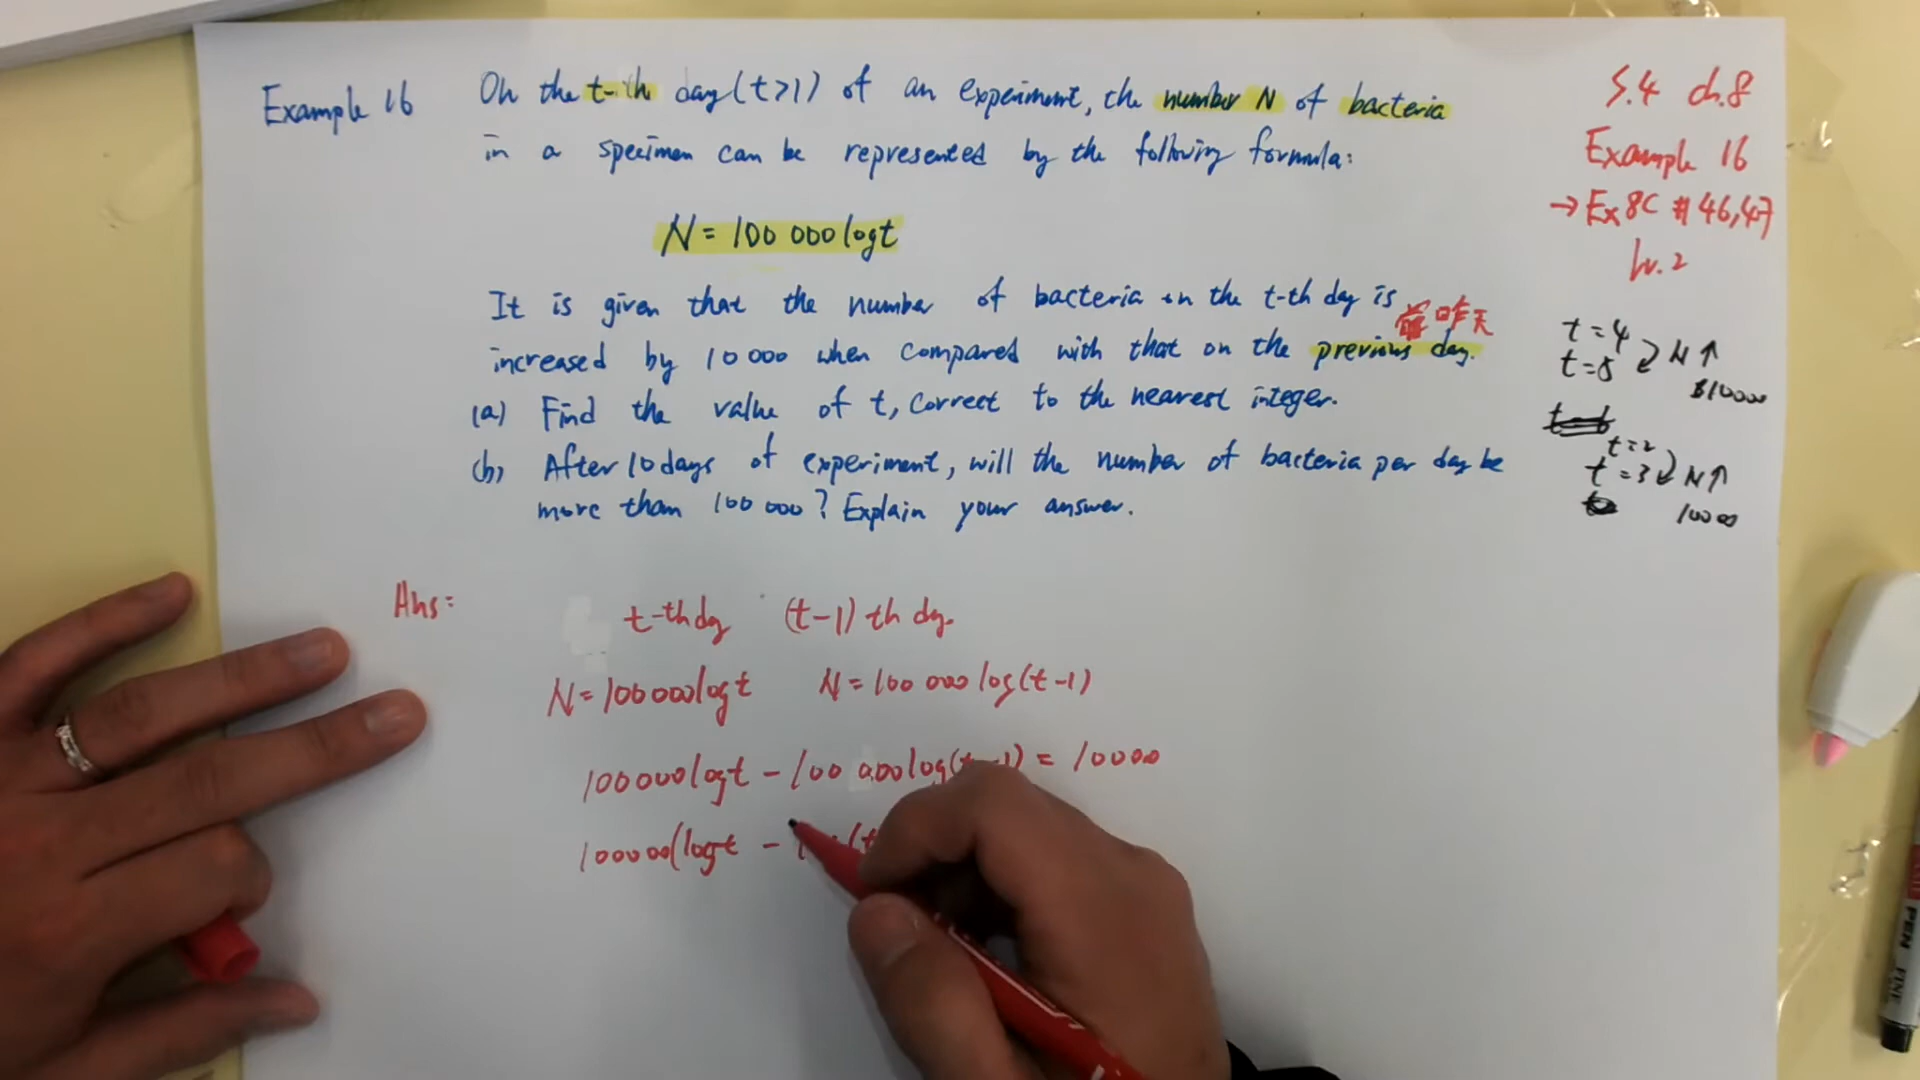 Example 16 On the t-th day (t>1) of an experiment, the number N of bacteria
in a specimen can be represented by the following formula:
N = 100 000 log t
It is given that the number of bacteria on the t-th day is
increased by 10 000 when compared with that on the previous day.
昨天
(a) Find the value of t, correct to the nearest integer.
(b) After 10 days of experiment, will the number of bacteria per day be
more than 100 000? Explain your answer.
S.4 ch.8
Example 16
→ Ex 8C # 46,47
Lv.2
t = 4
t = 5
N ↑
10000
t = 2
t = 3
N ↑
10000
Ans:
t-th day (t-1) th day.
N = 100000 log t N = 100 000 log(t-1)
100000 log t - 100 000 log(t-1) = 10000
100000(log t -
PEN
FINE